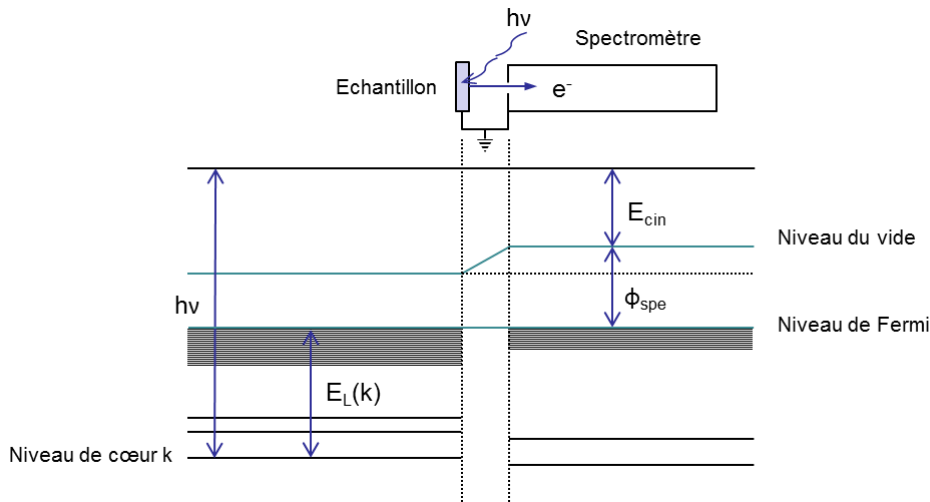 hν
Spectromètre
Echantillon
e⁻
E_cin
Niveau du vide
hν
ϕ_spe
Niveau de Fermi
E_L(k)
Niveau de cœur k